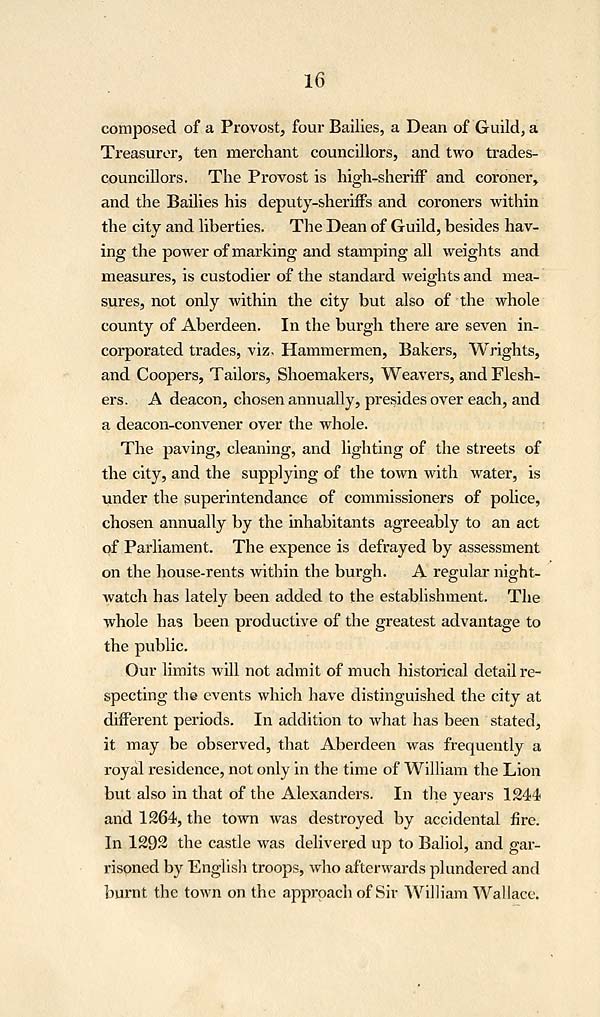 16
composed of a Provost, four Bailies, a Dean of Guild, a
Treasurer, ten merchant councillors, and two trades-
councillors. The Provost is high-sheriff and coroner,
and the Bailies his deputy-sheriffs and coroners within
the city and liberties. The Dean of Guild, besides hav-
ing the power of marking and stamping all weights and
measures, is custodier of the standard weights and mea-
sures, not only within the city but also of the whole
county of Aberdeen. In the burgh there are seven in-
corporated trades, viz. Hammermen, Bakers, Wrights,
and Coopers, Tailors, Shoemakers, Weavers, and Flesh-
ers. A deacon, chosen annually, presides over each, and
a deacon-convener over the whole.
The paving, cleaning, and lighting of the streets of
the city, and the supplying of the town with water, is
under the superintendance of commissioners of police,
chosen annually by the inhabitants agreeably to an act
of Parliament. The expence is defrayed by assessment
on the house-rents within the burgh. A regular night-
watch has lately been added to the establishment. The
whole has been productive of the greatest advantage to
the public.
Our limits will not admit of much historical detail re-
specting the events which have distinguished the city at
different periods. In addition to what has been stated,
it may be observed, that Aberdeen was frequently a
royal residence, not only in the time of William the Lion
but also in that of the Alexanders. In the years 1244
and 1264, the town was destroyed by accidental fire.
In 1292 the castle was delivered up to Baliol, and gar-
risoned by English troops, who afterwards plundered and
burnt the town on the approach of Sir William Wallace.